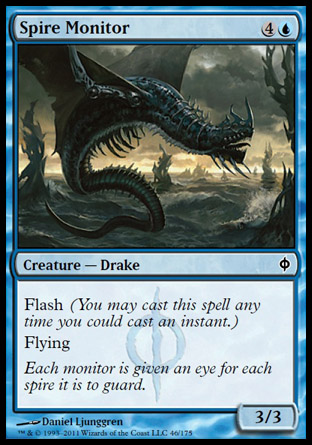 Spire Monitor 4
Creature — Drake
Flash (You may cast this spell any
time you could cast an instant.)
Flying
Each monitor is given an eye for each
spire it is to guard.
Daniel Ljunggren
™ & © 1993–2011 Wizards of the Coast LLC 46/175
3/3